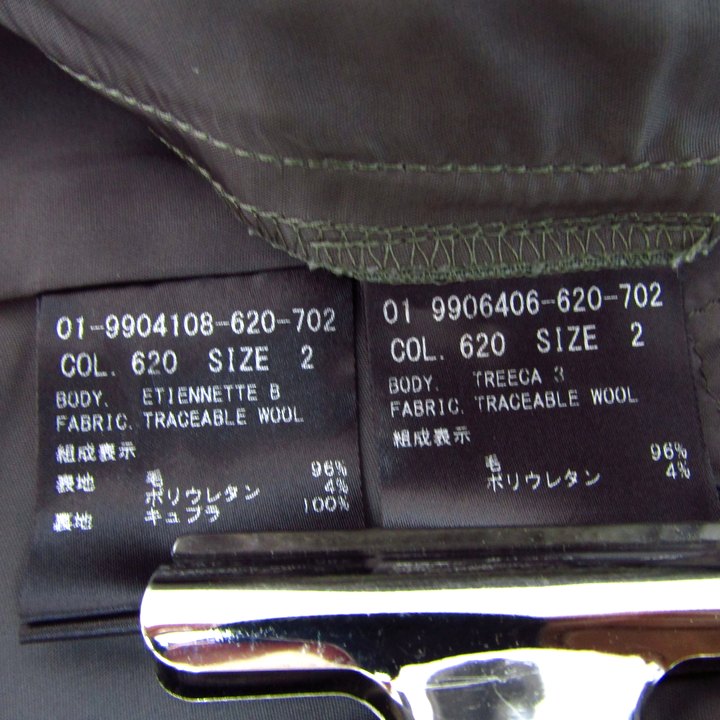 01-9904108-620-702
COL. 620 SIZE 2
BODY. ETIENNETTE B
FABRIC. TRACEABLE WOOL
組成表示
表地 毛 96%
ポリウレタン 4%
裏地 キュプラ 100%
01 9906406-620-702
COL. 620 SIZE 2
BODY. TREECA 3
FABRIC. TRACEABLE WOOL
組成表示
毛 96%
ポリウレタン 4%